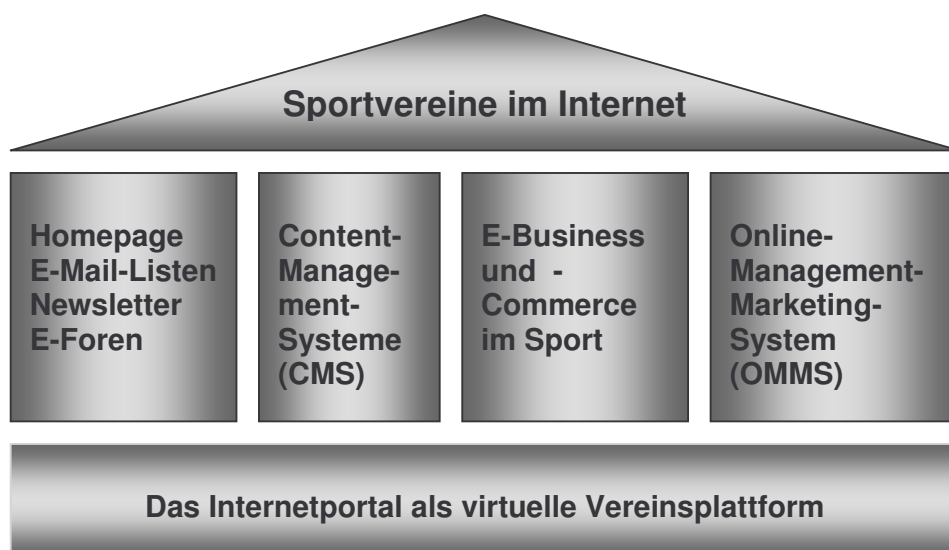 Sportvereine im Internet
Homepage
E-Mail-Listen
Newsletter
E-Foren
Content-
Manage-
ment-
Systeme
(CMS)
E-Business
und -
Commerce
im Sport
Online-
Management-
Marketing-
System
(OMMS)
Das Internetportal als virtuelle Vereinsplattform